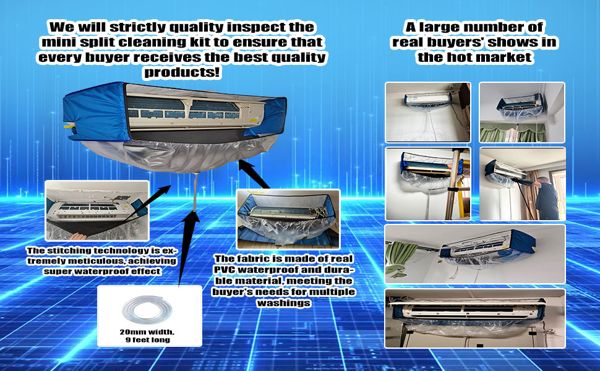 We will strictly quality inspect the
mini split cleaning kit to ensure that
every buyer receives the best quality
products!
A large number of
real buyers' shows in
the hot market
The stitching technology is ex-
tremely meticulous, achieving
super waterproof effect
The fabric is made of real
PVC waterproof and dura-
ble material, meeting the
buyer's needs for multiple
washings
20mm width.
9 feet long